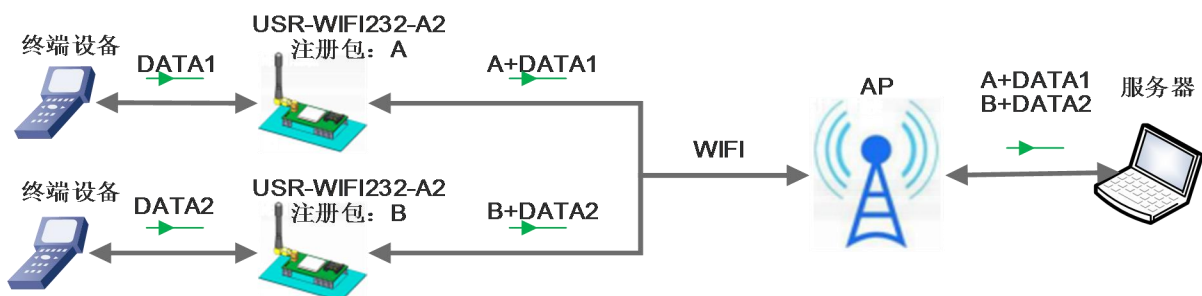 终端设备
DATA1
USR-WIFI232-A2
注册包：A
A+DATA1
AP
A+DATA1
B+DATA2
服务器
WIFI
终端设备
DATA2
USR-WIFI232-A2
注册包：B
B+DATA2